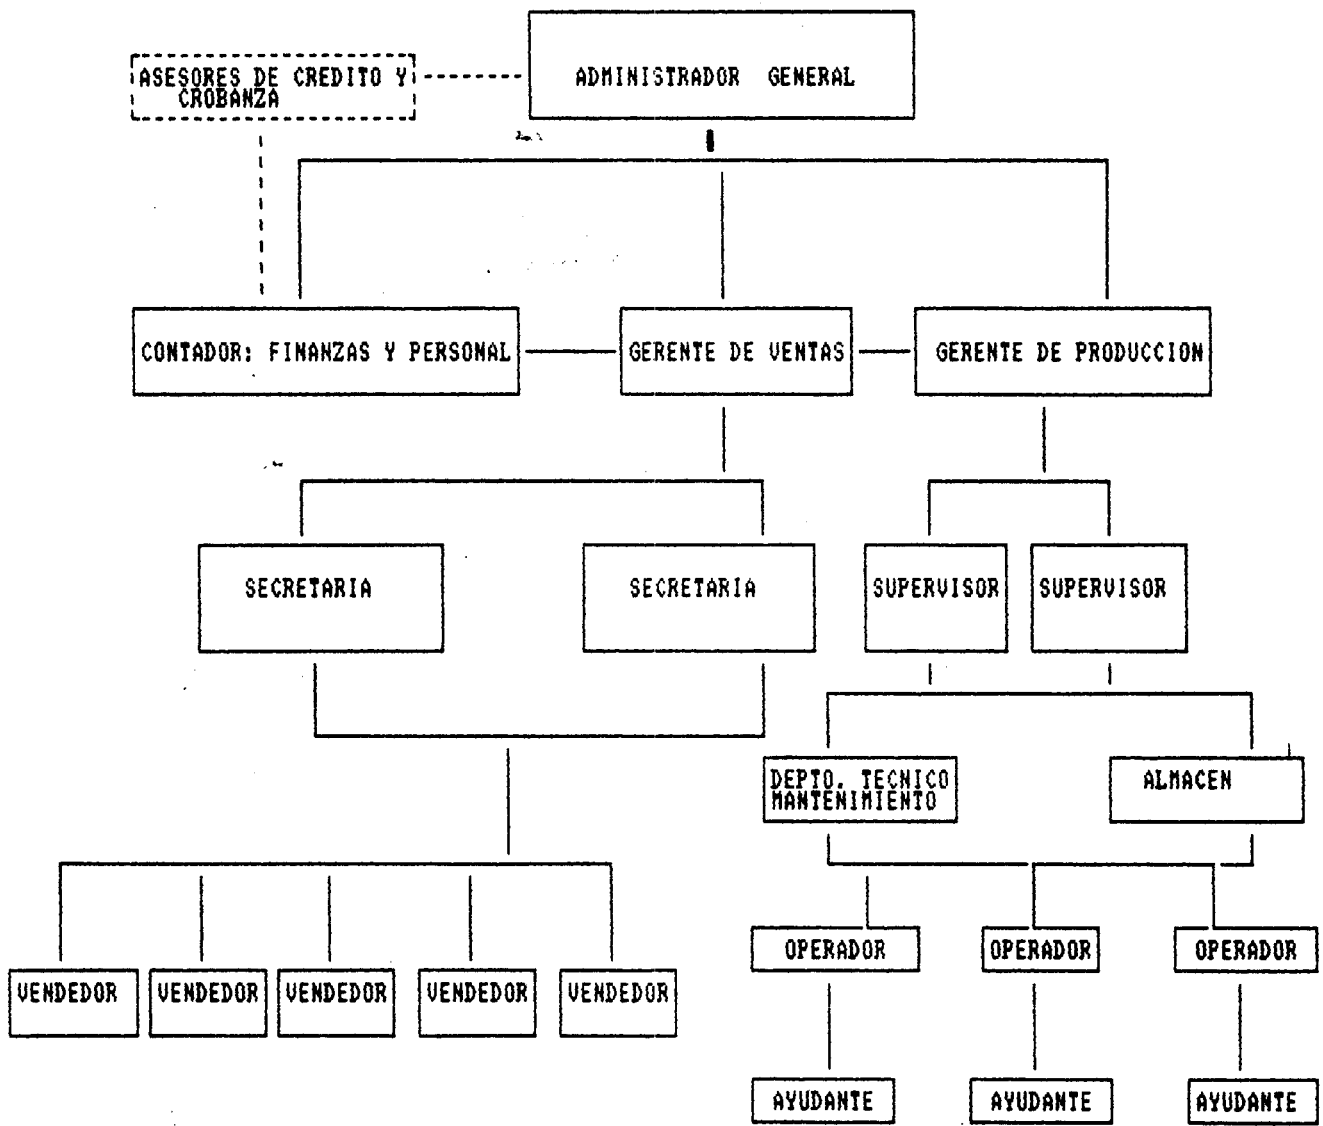 ADMINISTRADOR GENERAL
ASESORES DE CREDITO Y
CROBANZA
CONTADOR: FINANZAS Y PERSONAL
GERENTE DE VENTAS
GERENTE DE PRODUCCION
SECRETARIA
SECRETARIA
SUPERVISOR
SUPERVISOR
DEPTO. TECNICO
MANTENIMIENTO
ALMACEN
OPERADOR
OPERADOR
OPERADOR
VENDEDOR
VENDEDOR
VENDEDOR
VENDEDOR
VENDEDOR
AYUDANTE
AYUDANTE
AYUDANTE